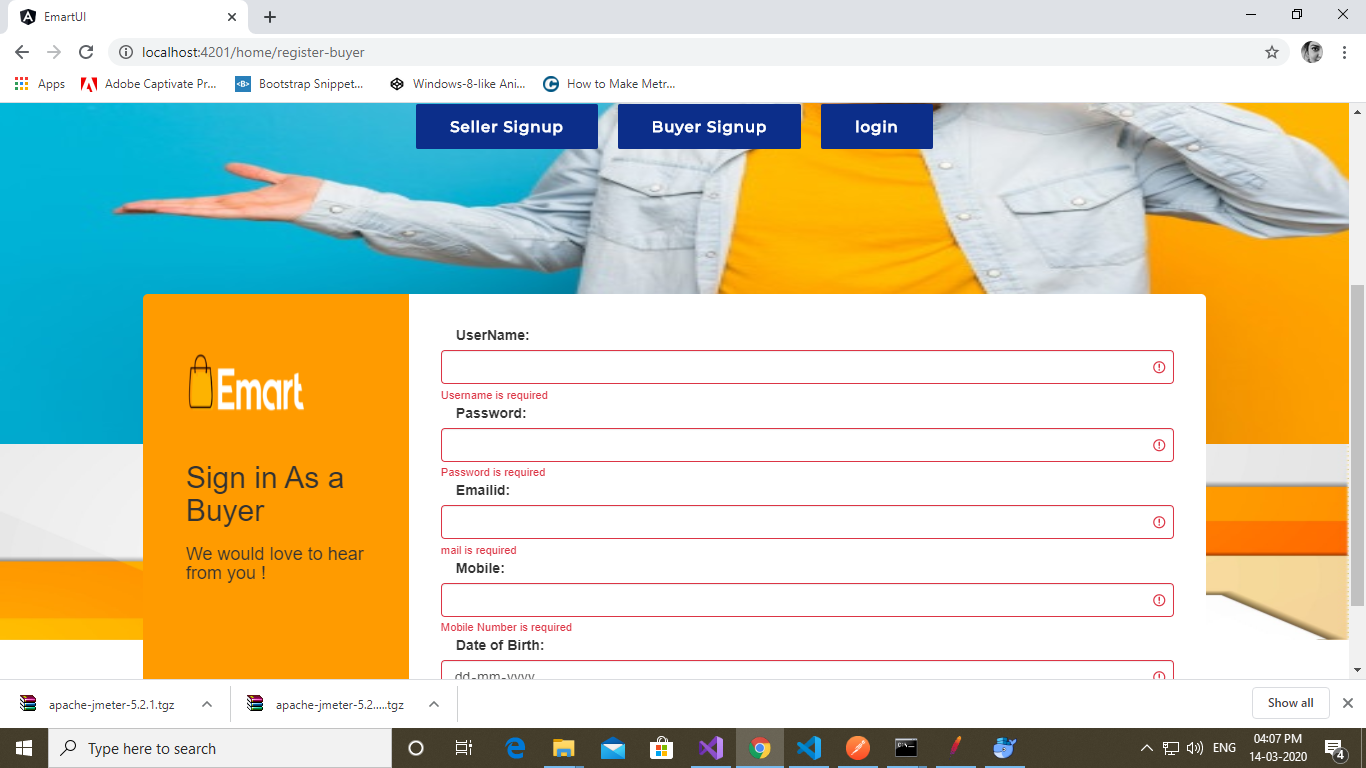 EmartUI
localhost:4201/home/register-buyer
Apps Adobe Captivate Pr... Bootstrap Snippet... Windows-8-like Ani... How to Make Metr...
Seller Signup Buyer Signup login
Emart
Sign in As a
Buyer
We would love to hear
from you !
UserName:
Username is required
Password:
Password is required
Emailid:
mail is required
Mobile:
Mobile Number is required
Date of Birth:
dd-mm-yyyy
apache-jmeter-5.2.1.tgz apache-jmeter-5.2.....tgz Show all
Type here to search
ENG
04:07 PM
14-03-2020
4